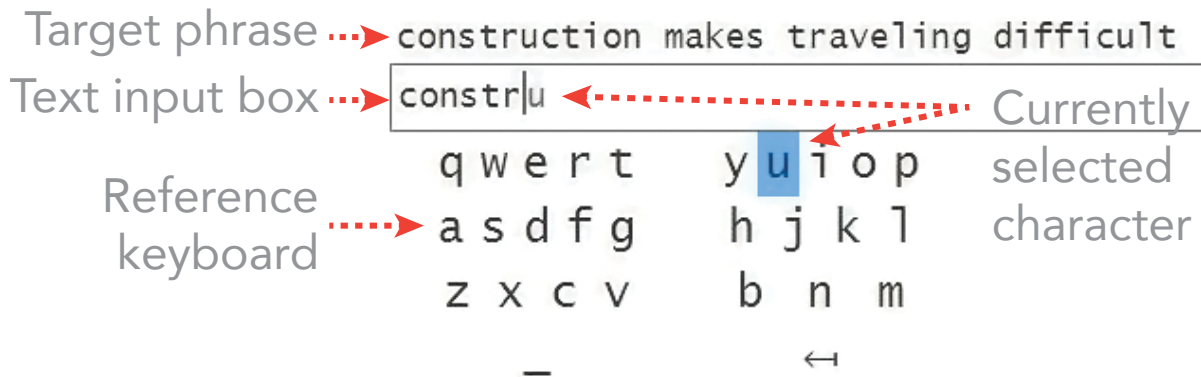 Target phrase construction makes traveling difficult
Text input box constru
Currently selected character
q w e r t y u i o p
Reference keyboard
a s d f g h j k l
z x c v b n m
_ ↤